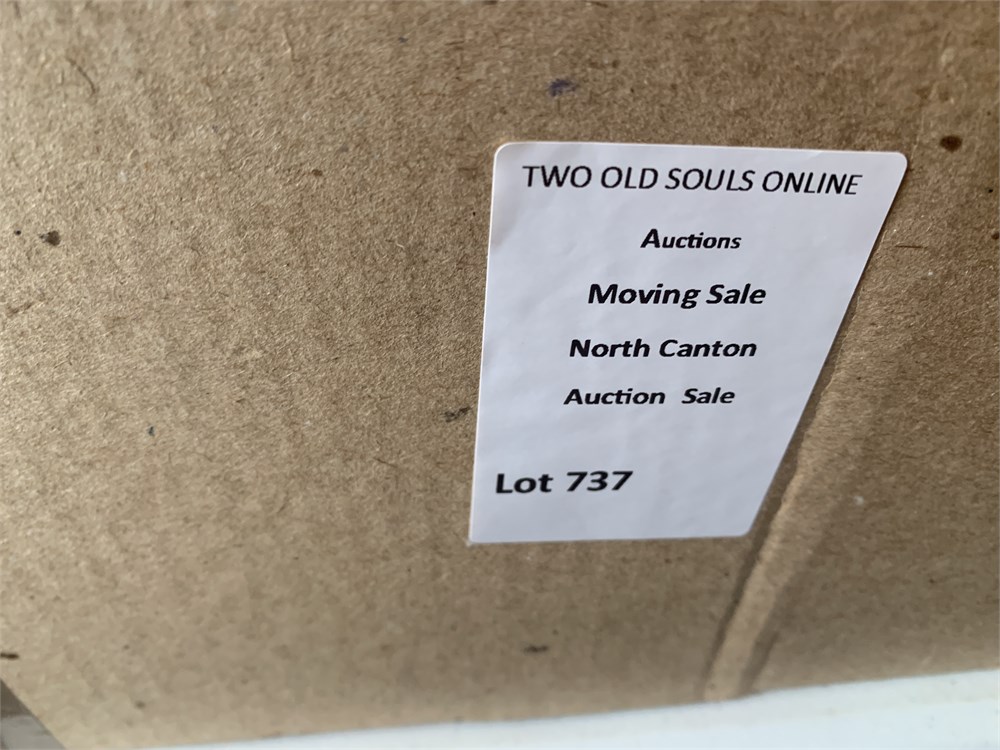 TWO OLD SOULS ONLINE
Auctions
Moving Sale
North Canton
Auction Sale
Lot 737